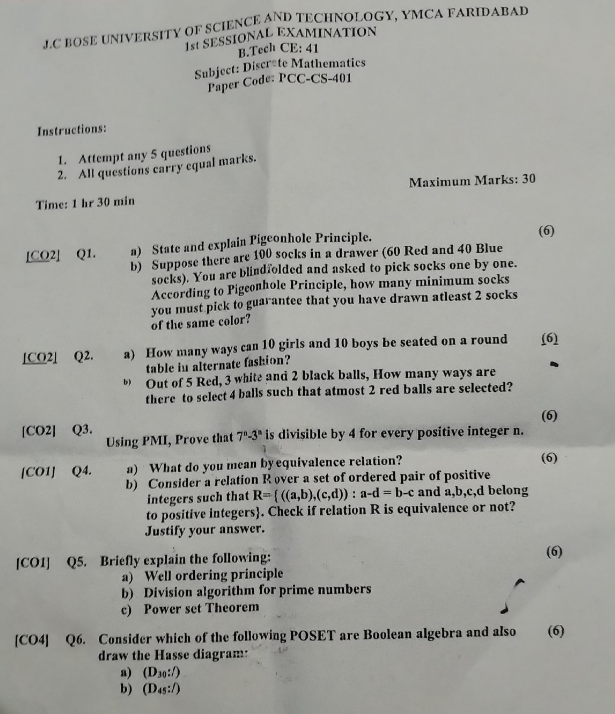 J.C BOSE UNIVERSITY OF SCIENCE AND TECHNOLOGY, YMCA FARIDABAD
1st SESSIONAL EXAMINATION
B.Tech CE: 41
Subject: Discrete Mathematics
Paper Code: PCC-CS-401
Instructions:
1. Attempt any 5 questions
2. All questions carry equal marks.
Maximum Marks: 30
Time: 1 hr 30 min
[CO2] Q1. a) State and explain Pigeonhole Principle. (6)
b) Suppose there are 100 socks in a drawer (60 Red and 40 Blue
socks). You are blindfolded and asked to pick socks one by one.
According to Pigeonhole Principle, how many minimum socks
you must pick to guarantee that you have drawn atleast 2 socks
of the same color?
[CO2] Q2. a) How many ways can 10 girls and 10 boys be seated on a round (6)
table in alternate fashion?
b) Out of 5 Red, 3 white and 2 black balls, How many ways are
there to select 4 balls such that atmost 2 red balls are selected?
[CO2] Q3. (6)
Using PMI, Prove that 7ⁿ-3ⁿ is divisible by 4 for every positive integer n.
[CO1] Q4. a) What do you mean by equivalence relation? (6)
b) Consider a relation R over a set of ordered pair of positive
integers such that R={ ((a,b),(c,d)) : a-d = b-c and a,b,c,d belong
to positive integers}. Check if relation R is equivalence or not?
Justify your answer.
[CO1] Q5. Briefly explain the following: (6)
a) Well ordering principle
b) Division algorithm for prime numbers
c) Power set Theorem
[CO4] Q6. Consider which of the following POSET are Boolean algebra and also (6)
draw the Hasse diagram:
a) (D₃₀:/)
b) (D₄₅:/)